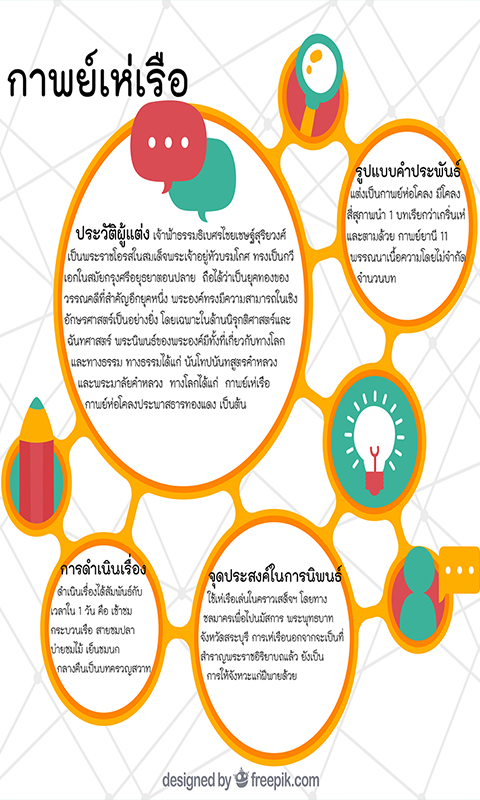 กาพย์เห่เรือ
ประวัติผู้แต่ง เจ้าฟ้าธรรมธิเบศรไชยเชษฐ์สุริยวงศ์
เป็นพระราชโอรสในสมเด็จพระเจ้าอยู่หัวบรมโกศ ทรงเป็นกวี
เอกในสมัยกรุงศรีอยุธยาตอนปลาย ถือได้ว่าเป็นยุคทองของ
วรรณคดีที่สำคัญอีกยุคหนึ่ง พระองค์ทรงมีความสามารถในเชิง
อักษรศาสตร์เป็นอย่างยิ่ง โดยเฉพาะในด้านนิรุกติศาสตร์และ
ฉันทศาสตร์ พระนิพนธ์ของพระองค์มีทั้งที่เกี่ยวกับทางโลก
และทางธรรม ทางธรรมได้แก่ นันโทปนันทสูตรคำหลวง
และพระมาลัยคำหลวง ทางโลกได้แก่ กาพย์เห่เรือ
กาพย์ห่อโคลงประพาสธารทองแดง เป็นต้น
รูปแบบคำประพันธ์
แต่งเป็นกาพย์ห่อโคลง มีโคลง
สี่สุภาพนำ 1 บทเรียกว่าเกริ่นเห่
และตามด้วย กาพย์ยานี 11
พรรณนาเนื้อความโดยไม่จำกัด
จำนวนบท
การดำเนินเรื่อง
ดำเนินเรื่องได้สัมพันธ์กับ
เวลาใน 1 วัน คือ เช้าชม
กระบวนเรือ สายชมปลา
บ่ายชมไม้ เย็นชมนก
กลางคืนเป็นบทครวญสวาท
จุดประสงค์ในการนิพนธ์
ใช้เห่เรือเล่นในคราวเสด็จฯ โดยทาง
ชลมารคเพื่อไปนมัสการ พระพุทธบาท
จังหวัดสระบุรี การเห่เรือนอกจากจะเป็นที่
สำราญพระราชอิริยาบถแล้ว ยังเป็น
การให้จังหวะแก่ฝีพายด้วย
designed by freepik.com